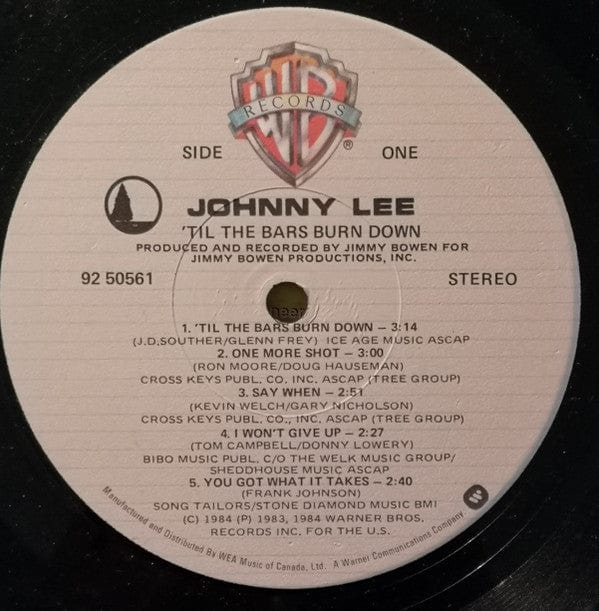 WB
RECORDS
®
SIDE ONE
JOHNNY LEE
'TIL THE BARS BURN DOWN
PRODUCED AND RECORDED BY JIMMY BOWEN FOR
JIMMY BOWEN PRODUCTIONS, INC.
92 50561 STEREO
1. 'TIL THE BARS BURN DOWN – 3:14
(J.D.SOUTHER/GLENN FREY) ICE AGE MUSIC ASCAP
2. ONE MORE SHOT – 3:00
(RON MOORE/DOUG HAUSEMAN)
CROSS KEYS PUBL. CO. INC. ASCAP (TREE GROUP)
3. SAY WHEN – 2:51
(KEVIN WELCH/GARY NICHOLSON)
CROSS KEYS PUBL. CO., INC. ASCAP (TREE GROUP)
4. I WON'T GIVE UP – 2:27
(TOM CAMPBELL/DONNY LOWERY)
BIBO MUSIC PUBL. C/O THE WELK MUSIC GROUP/
SHEDDHOUSE MUSIC ASCAP
5. YOU GOT WHAT IT TAKES – 2:40
(FRANK JOHNSON)
SONG TAILORS/STONE DIAMOND MUSIC BMI
(C) 1984 (P) 1983, 1984 WARNER BROS.
RECORDS INC. FOR THE U.S.
Manufactured and Distributed By WEA Music of Canada, Ltd. A Warner Communications Company.